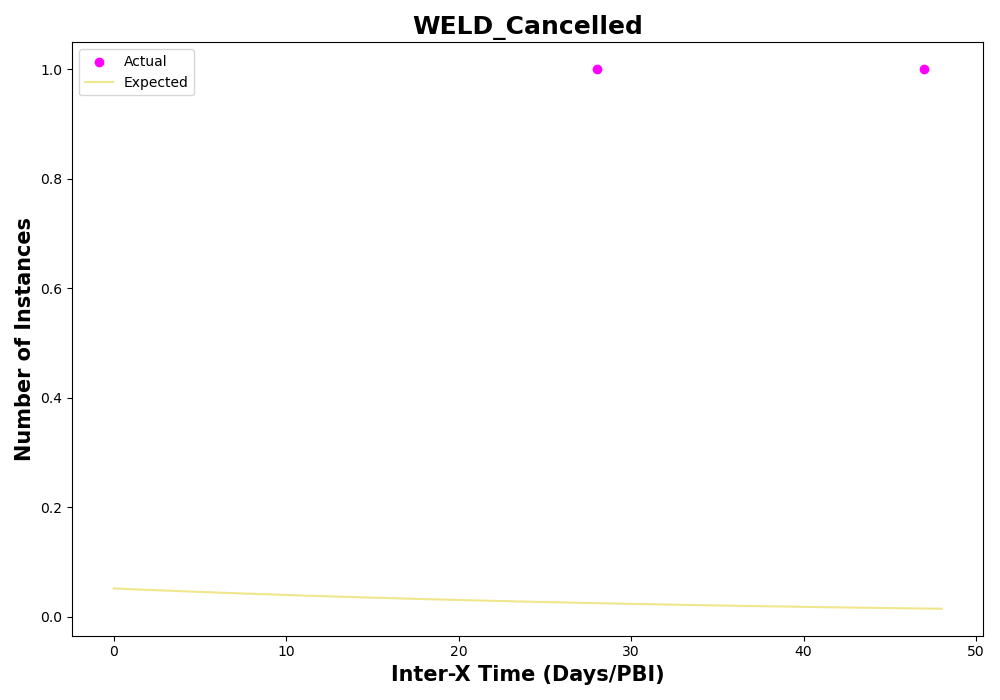 WELD_Cancelled
Actual
Expected
Number of Instances
1.0
0.8
0.6
0.4
0.2
0.0
0
10
20
30
40
50
Inter-X Time (Days/PBI)